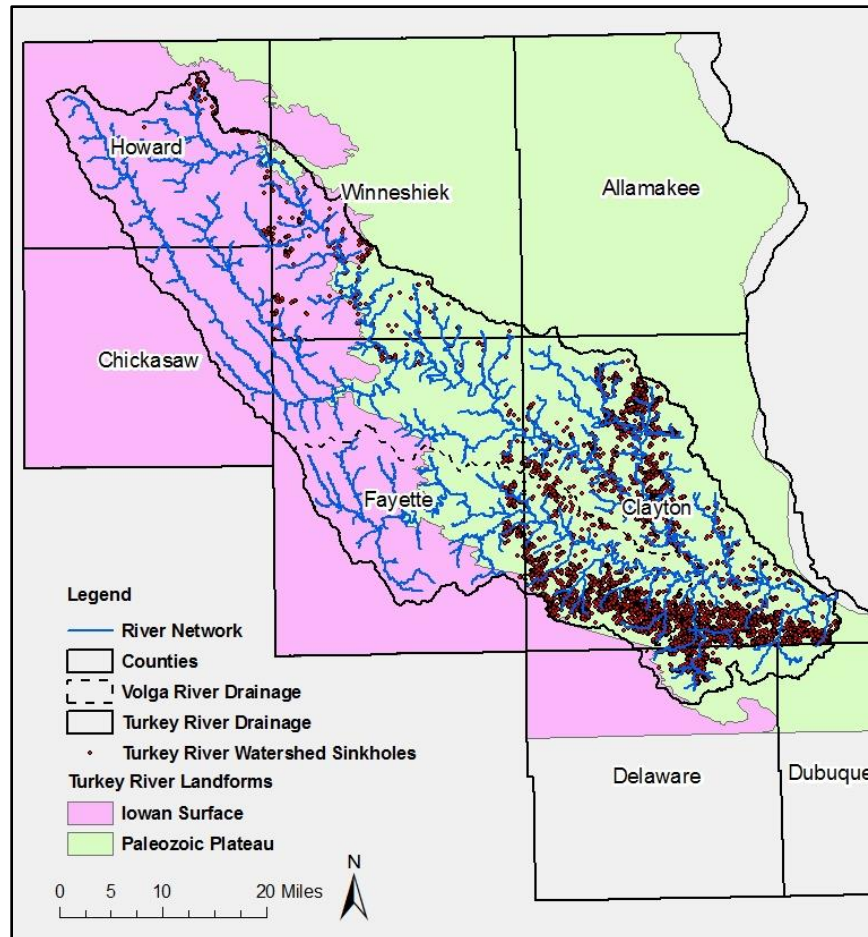 Howard
Winneshiek
Allamakee
Chickasaw
Fayette
Clayton
Legend
River Network
Counties
Volga River Drainage
Turkey River Drainage
Turkey River Watershed Sinkholes
Turkey River Landforms
Iowan Surface
Paleozoic Plateau
Delaware
Dubuque
N
0 5 10 20 Miles